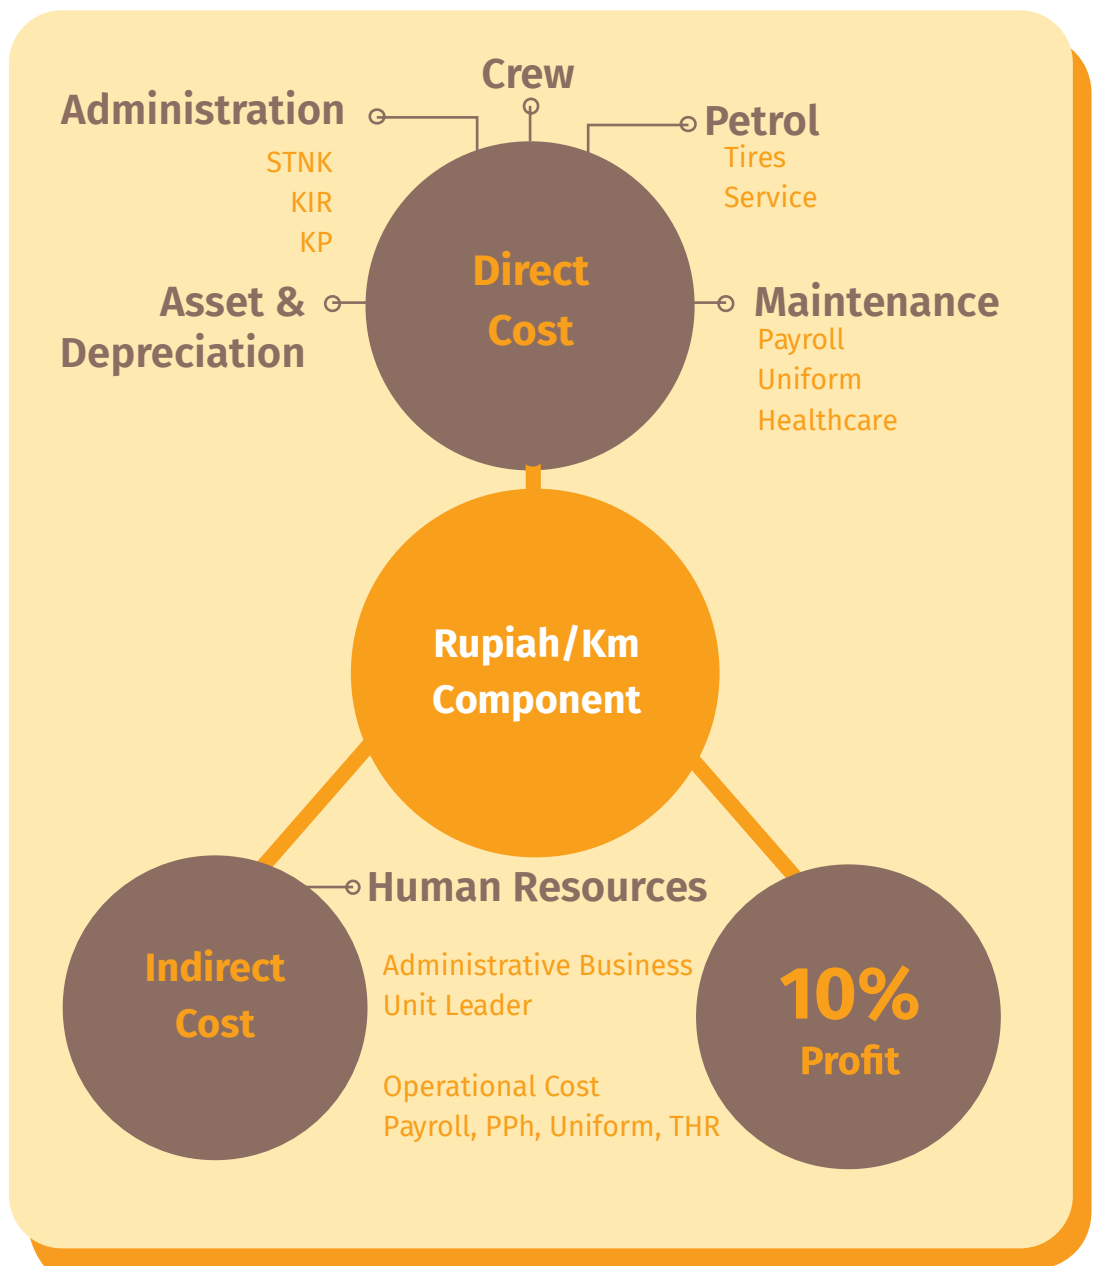 Crew
Administration
STNK
KIR
KP
Petrol
Tires
Service
Direct
Cost
Asset &
Depreciation
Maintenance
Payroll
Uniform
Healthcare
Rupiah/Km
Component
Human Resources
Administrative Business
Unit Leader
Operational Cost
Payroll, PPh, Uniform, THR
Indirect
Cost
10%
Profit